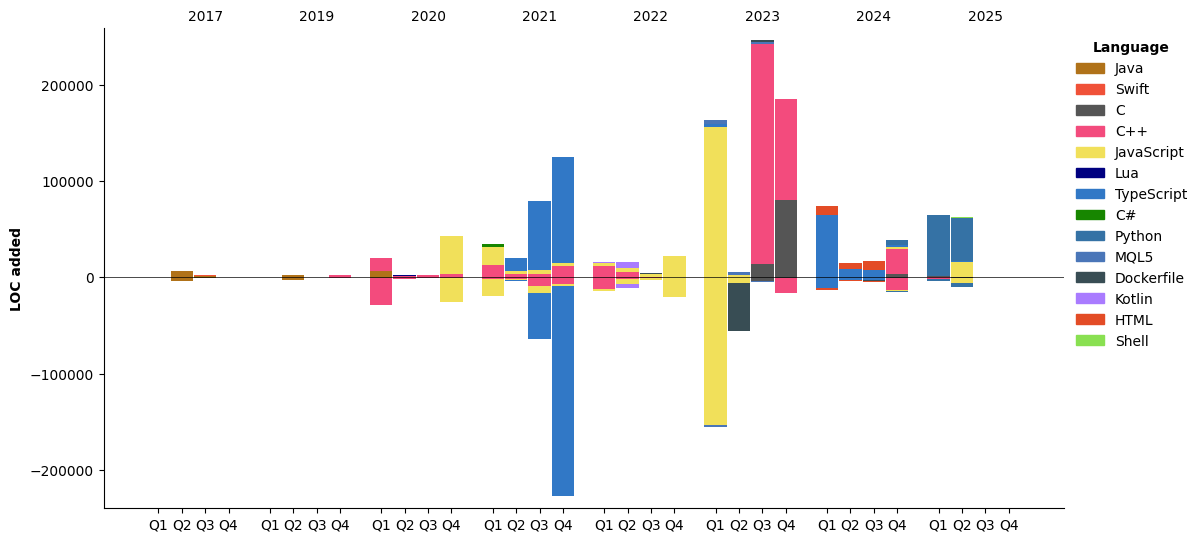 2017 2019 2020 2021 2022 2023 2024 2025
LOC added
200000
100000
0
−100000
−200000
Q1 Q2 Q3 Q4 Q1 Q2 Q3 Q4 Q1 Q2 Q3 Q4 Q1 Q2 Q3 Q4 Q1 Q2 Q3 Q4 Q1 Q2 Q3 Q4 Q1 Q2 Q3 Q4 Q1 Q2 Q3 Q4
Language
Java
Swift
C
C++
JavaScript
Lua
TypeScript
C#
Python
MQL5
Dockerfile
Kotlin
HTML
Shell